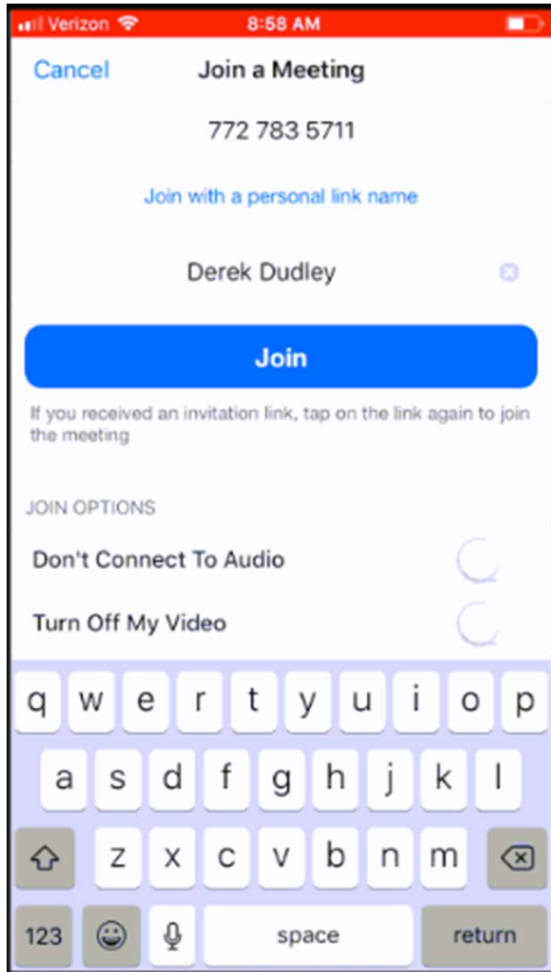 Verizon 8:58 AM
Cancel Join a Meeting
772 783 5711
Join with a personal link name
Derek Dudley
Join
If you received an invitation link, tap on the link again to join
the meeting
JOIN OPTIONS
Don't Connect To Audio
Turn Off My Video
q w e r t y u i o p
a s d f g h j k l
z x c v b n m
123 space return